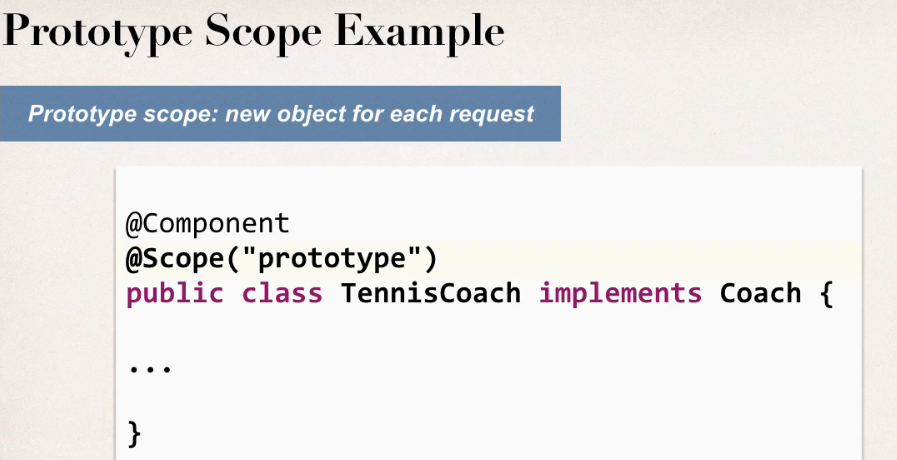 Prototype Scope Example
Prototype scope: new object for each request
@Component
@Scope("prototype")
public class TennisCoach implements Coach {
...
}